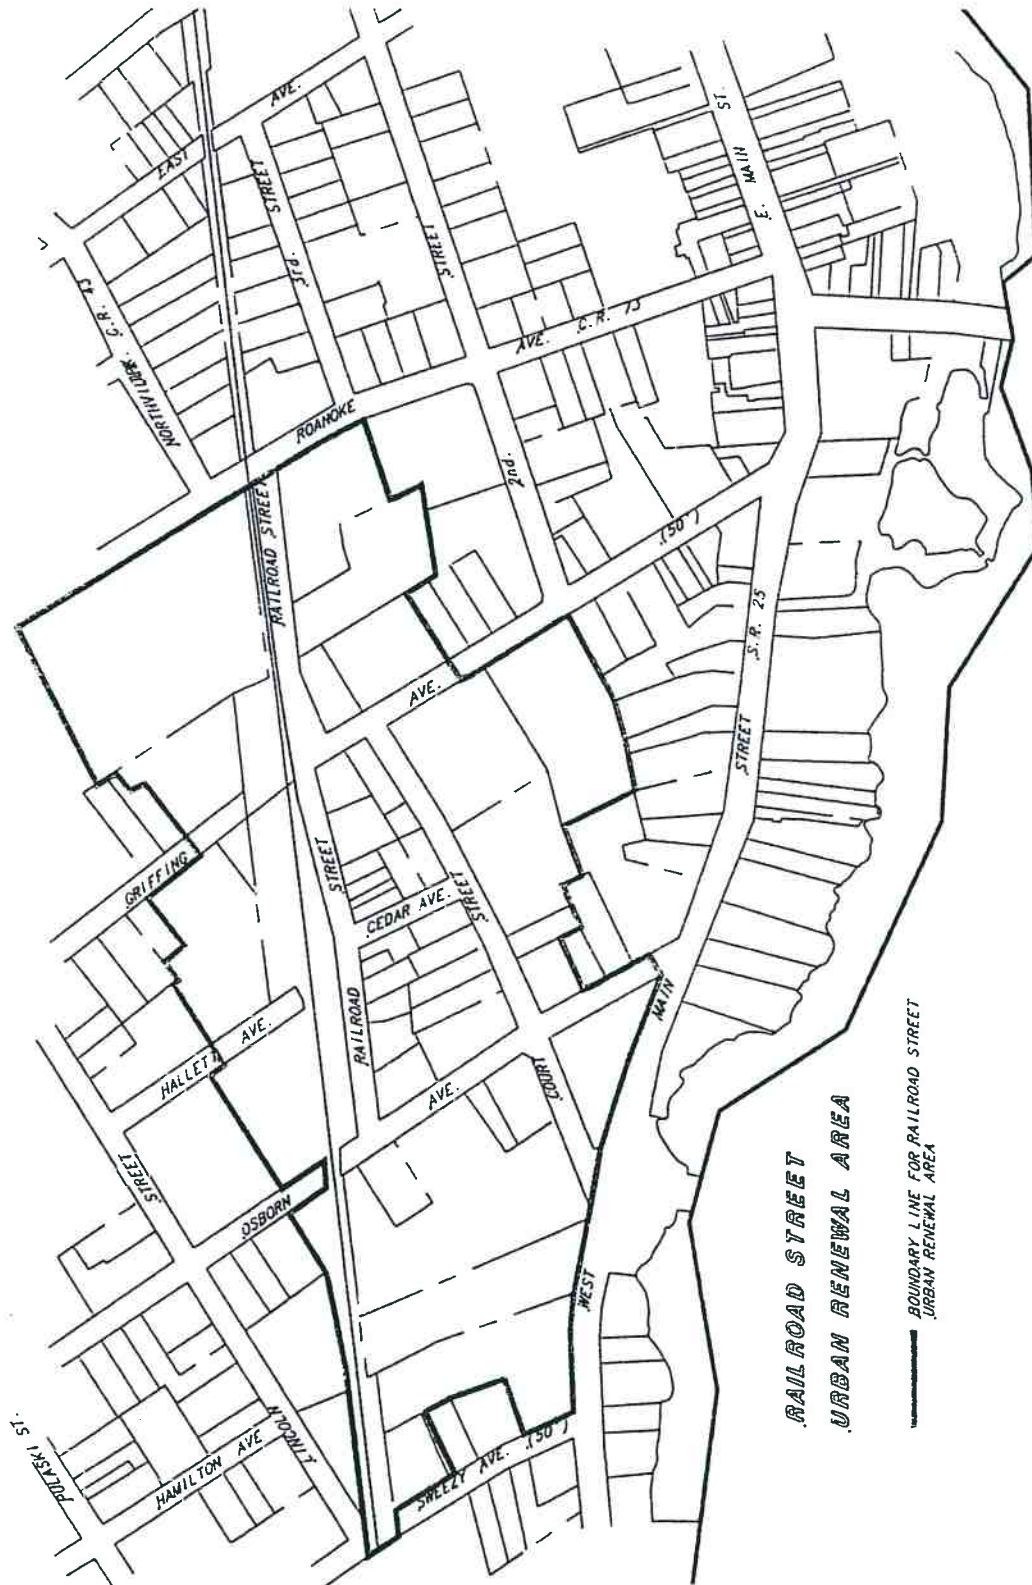 PULASKI ST.
HAMILTON AVE
LINCOLN
STREET
OSBORN
AVE.
HALLETT AVE.
GRIFFING
AVE.
(50')
NORTHVILLE C.R. 43
EAST AVE.
3rd. STREET
ROANOKE
AVE. C.R. 73
2nd. STREET
RAILROAD STREET
STREET
RAILROAD
CEDAR AVE.
COURT
STREET
SWEEZY AVE. (50')
WEST
MAIN
STREET
S.R. 25
E. MAIN ST.
RAILROAD STREET
URBAN RENEWAL AREA
BOUNDARY LINE FOR RAILROAD STREET
URBAN RENEWAL AREA